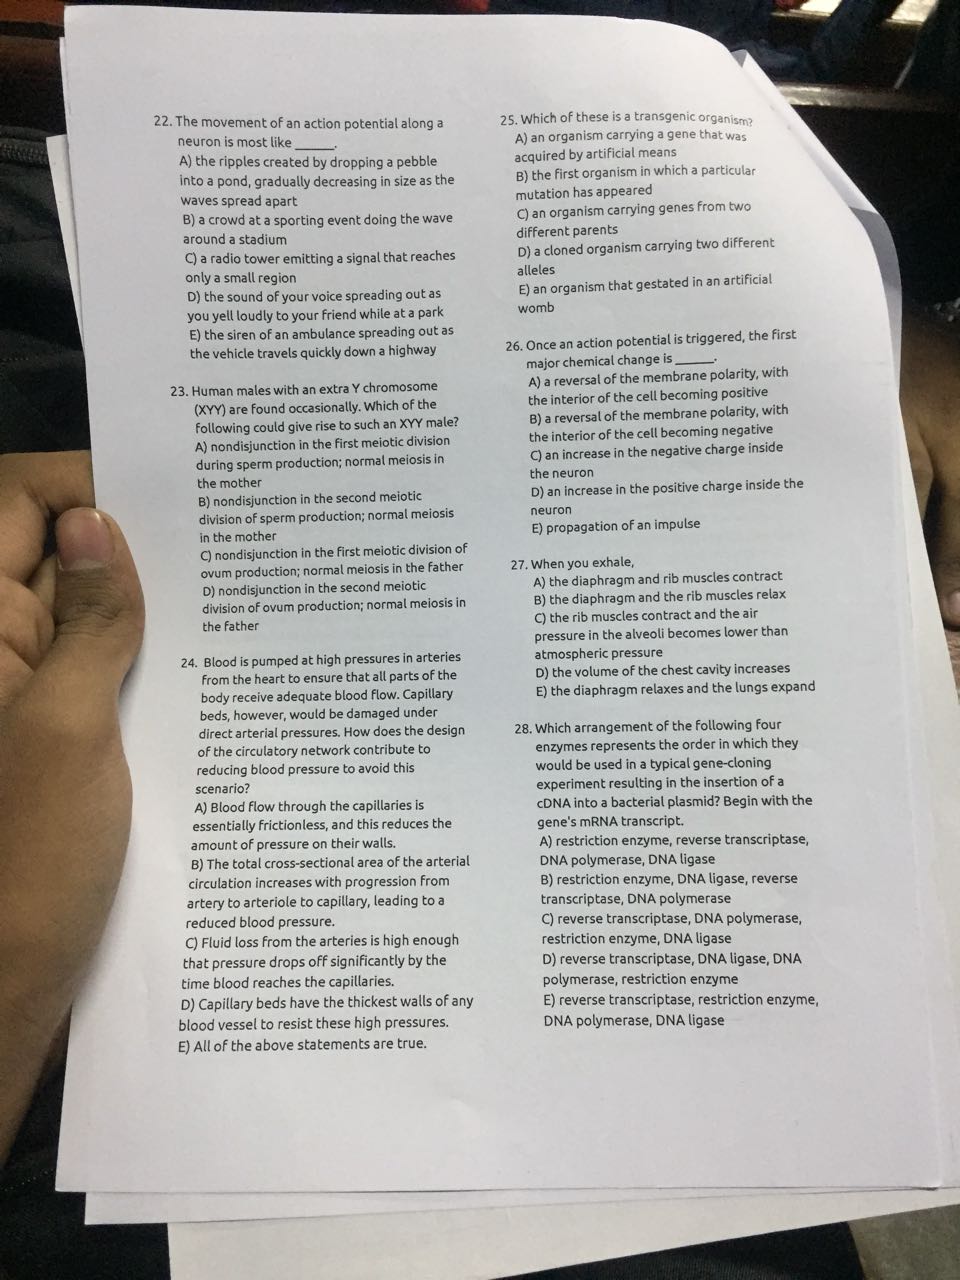 22. The movement of an action potential along a
neuron is most like ______.
A) the ripples created by dropping a pebble
into a pond, gradually decreasing in size as the
waves spread apart
B) a crowd at a sporting event doing the wave
around a stadium
C) a radio tower emitting a signal that reaches
only a small region
D) the sound of your voice spreading out as
you yell loudly to your friend while at a park
E) the siren of an ambulance spreading out as
the vehicle travels quickly down a highway
23. Human males with an extra Y chromosome
(XYY) are found occasionally. Which of the
following could give rise to such an XYY male?
A) nondisjunction in the first meiotic division
during sperm production; normal meiosis in
the mother
B) nondisjunction in the second meiotic
division of sperm production; normal meiosis
in the mother
C) nondisjunction in the first meiotic division of
ovum production; normal meiosis in the father
D) nondisjunction in the second meiotic
division of ovum production; normal meiosis in
the father
24. Blood is pumped at high pressures in arteries
from the heart to ensure that all parts of the
body receive adequate blood flow. Capillary
beds, however, would be damaged under
direct arterial pressures. How does the design
of the circulatory network contribute to
reducing blood pressure to avoid this
scenario?
A) Blood flow through the capillaries is
essentially frictionless, and this reduces the
amount of pressure on their walls.
B) The total cross-sectional area of the arterial
circulation increases with progression from
artery to arteriole to capillary, leading to a
reduced blood pressure.
C) Fluid loss from the arteries is high enough
that pressure drops off significantly by the
time blood reaches the capillaries.
D) Capillary beds have the thickest walls of any
blood vessel to resist these high pressures.
E) All of the above statements are true.
25. Which of these is a transgenic organism?
A) an organism carrying a gene that was
acquired by artificial means
B) the first organism in which a particular
mutation has appeared
C) an organism carrying genes from two
different parents
D) a cloned organism carrying two different
alleles
E) an organism that gestated in an artificial
womb
26. Once an action potential is triggered, the first
major chemical change is ______.
A) a reversal of the membrane polarity, with
the interior of the cell becoming positive
B) a reversal of the membrane polarity, with
the interior of the cell becoming negative
C) an increase in the negative charge inside
the neuron
D) an increase in the positive charge inside the
neuron
E) propagation of an impulse
27. When you exhale,
A) the diaphragm and rib muscles contract
B) the diaphragm and the rib muscles relax
C) the rib muscles contract and the air
pressure in the alveoli becomes lower than
atmospheric pressure
D) the volume of the chest cavity increases
E) the diaphragm relaxes and the lungs expand
28. Which arrangement of the following four
enzymes represents the order in which they
would be used in a typical gene-cloning
experiment resulting in the insertion of a
cDNA into a bacterial plasmid? Begin with the
gene's mRNA transcript.
A) restriction enzyme, reverse transcriptase,
DNA polymerase, DNA ligase
B) restriction enzyme, DNA ligase, reverse
transcriptase, DNA polymerase
C) reverse transcriptase, DNA polymerase,
restriction enzyme, DNA ligase
D) reverse transcriptase, DNA ligase, DNA
polymerase, restriction enzyme
E) reverse transcriptase, restriction enzyme,
DNA polymerase, DNA ligase